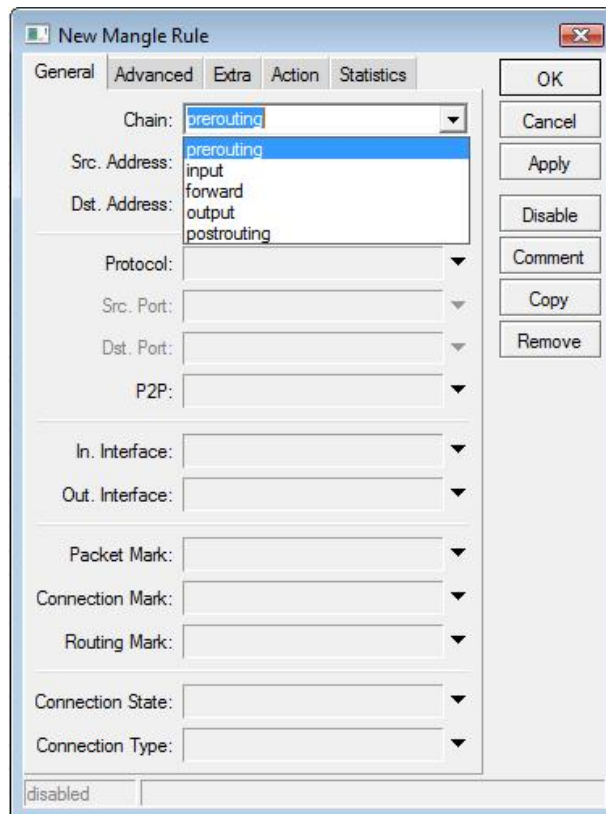 New Mangle Rule
General Advanced Extra Action Statistics
OK
Chain: prerouting
Cancel
prerouting
Src. Address:
Apply
input
forward
Dst. Address:
output
Disable
postrouting
Protocol:
Comment
Src. Port:
Copy
Dst. Port:
Remove
P2P:
In. Interface:
Out. Interface:
Packet Mark:
Connection Mark:
Routing Mark:
Connection State:
Connection Type:
disabled